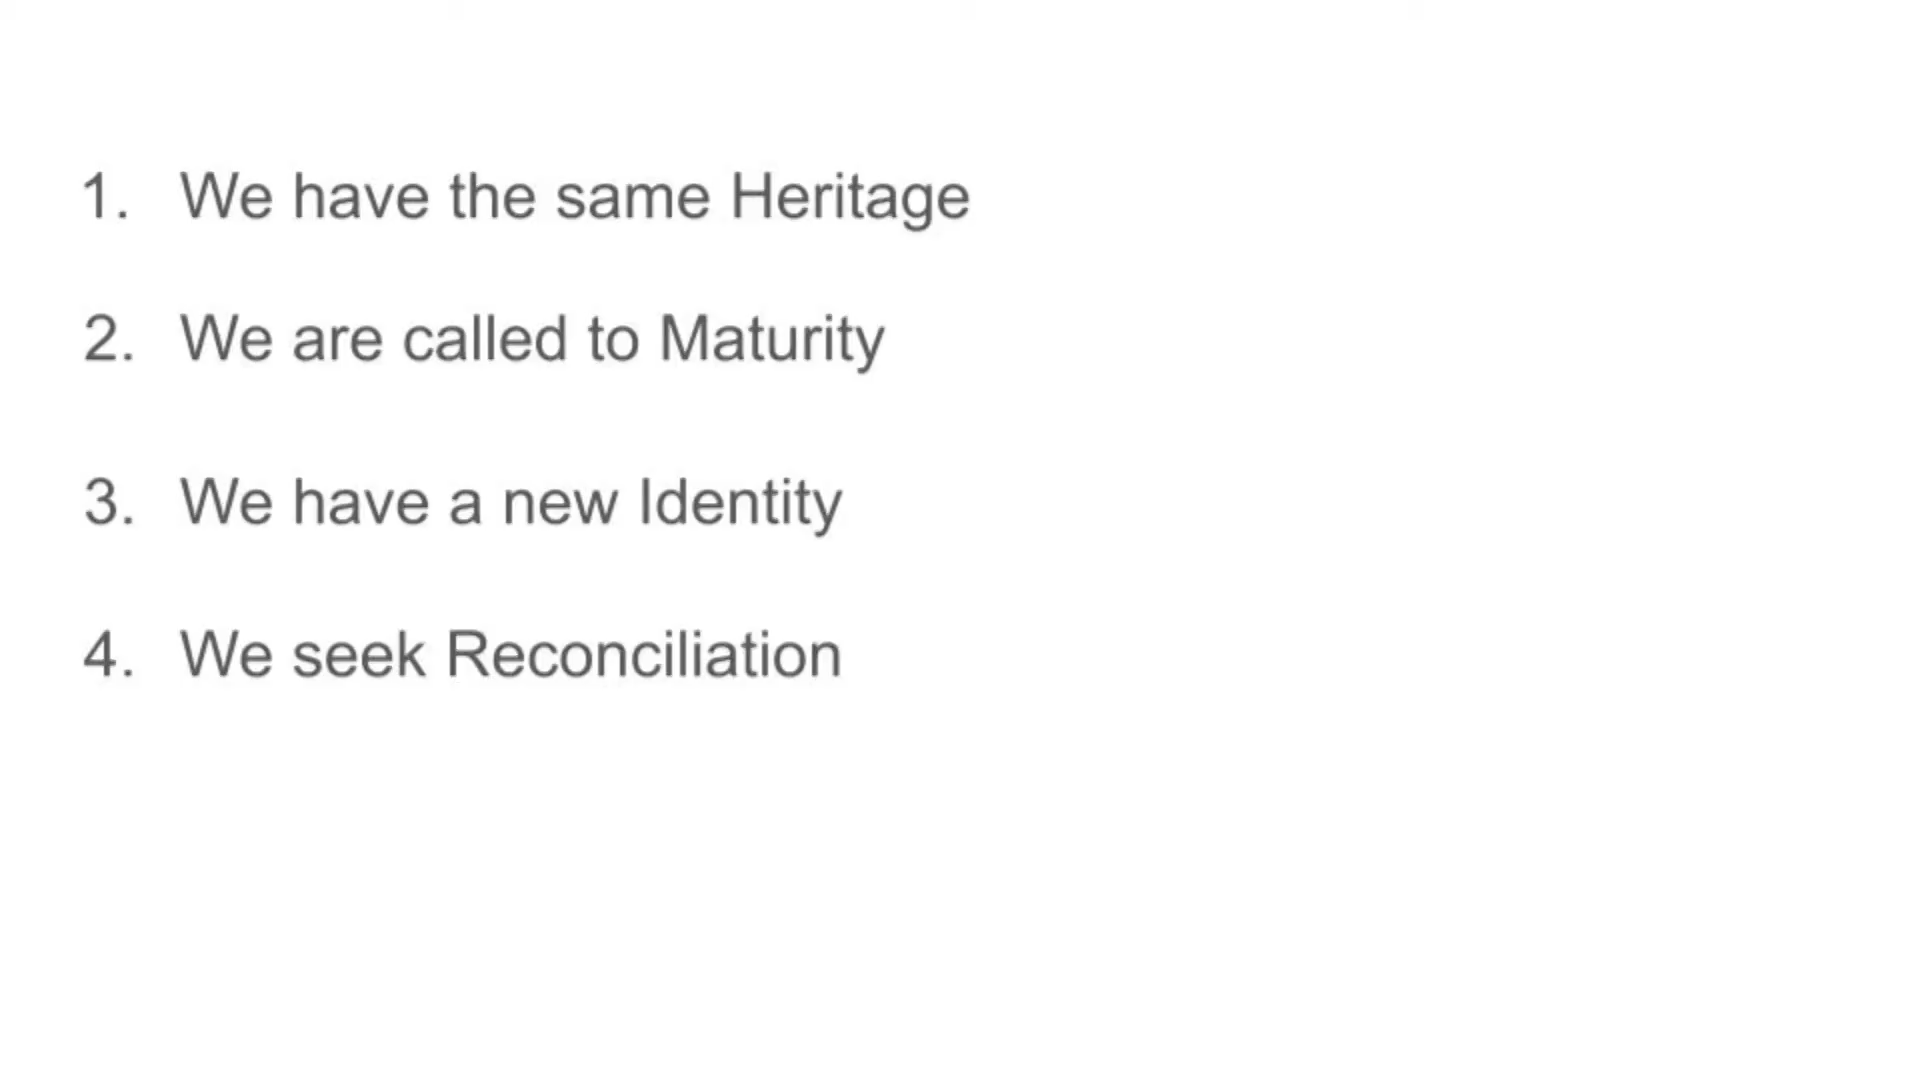 1. We have the same Heritage
2. We are called to Maturity
3. We have a new Identity
4. We seek Reconciliation